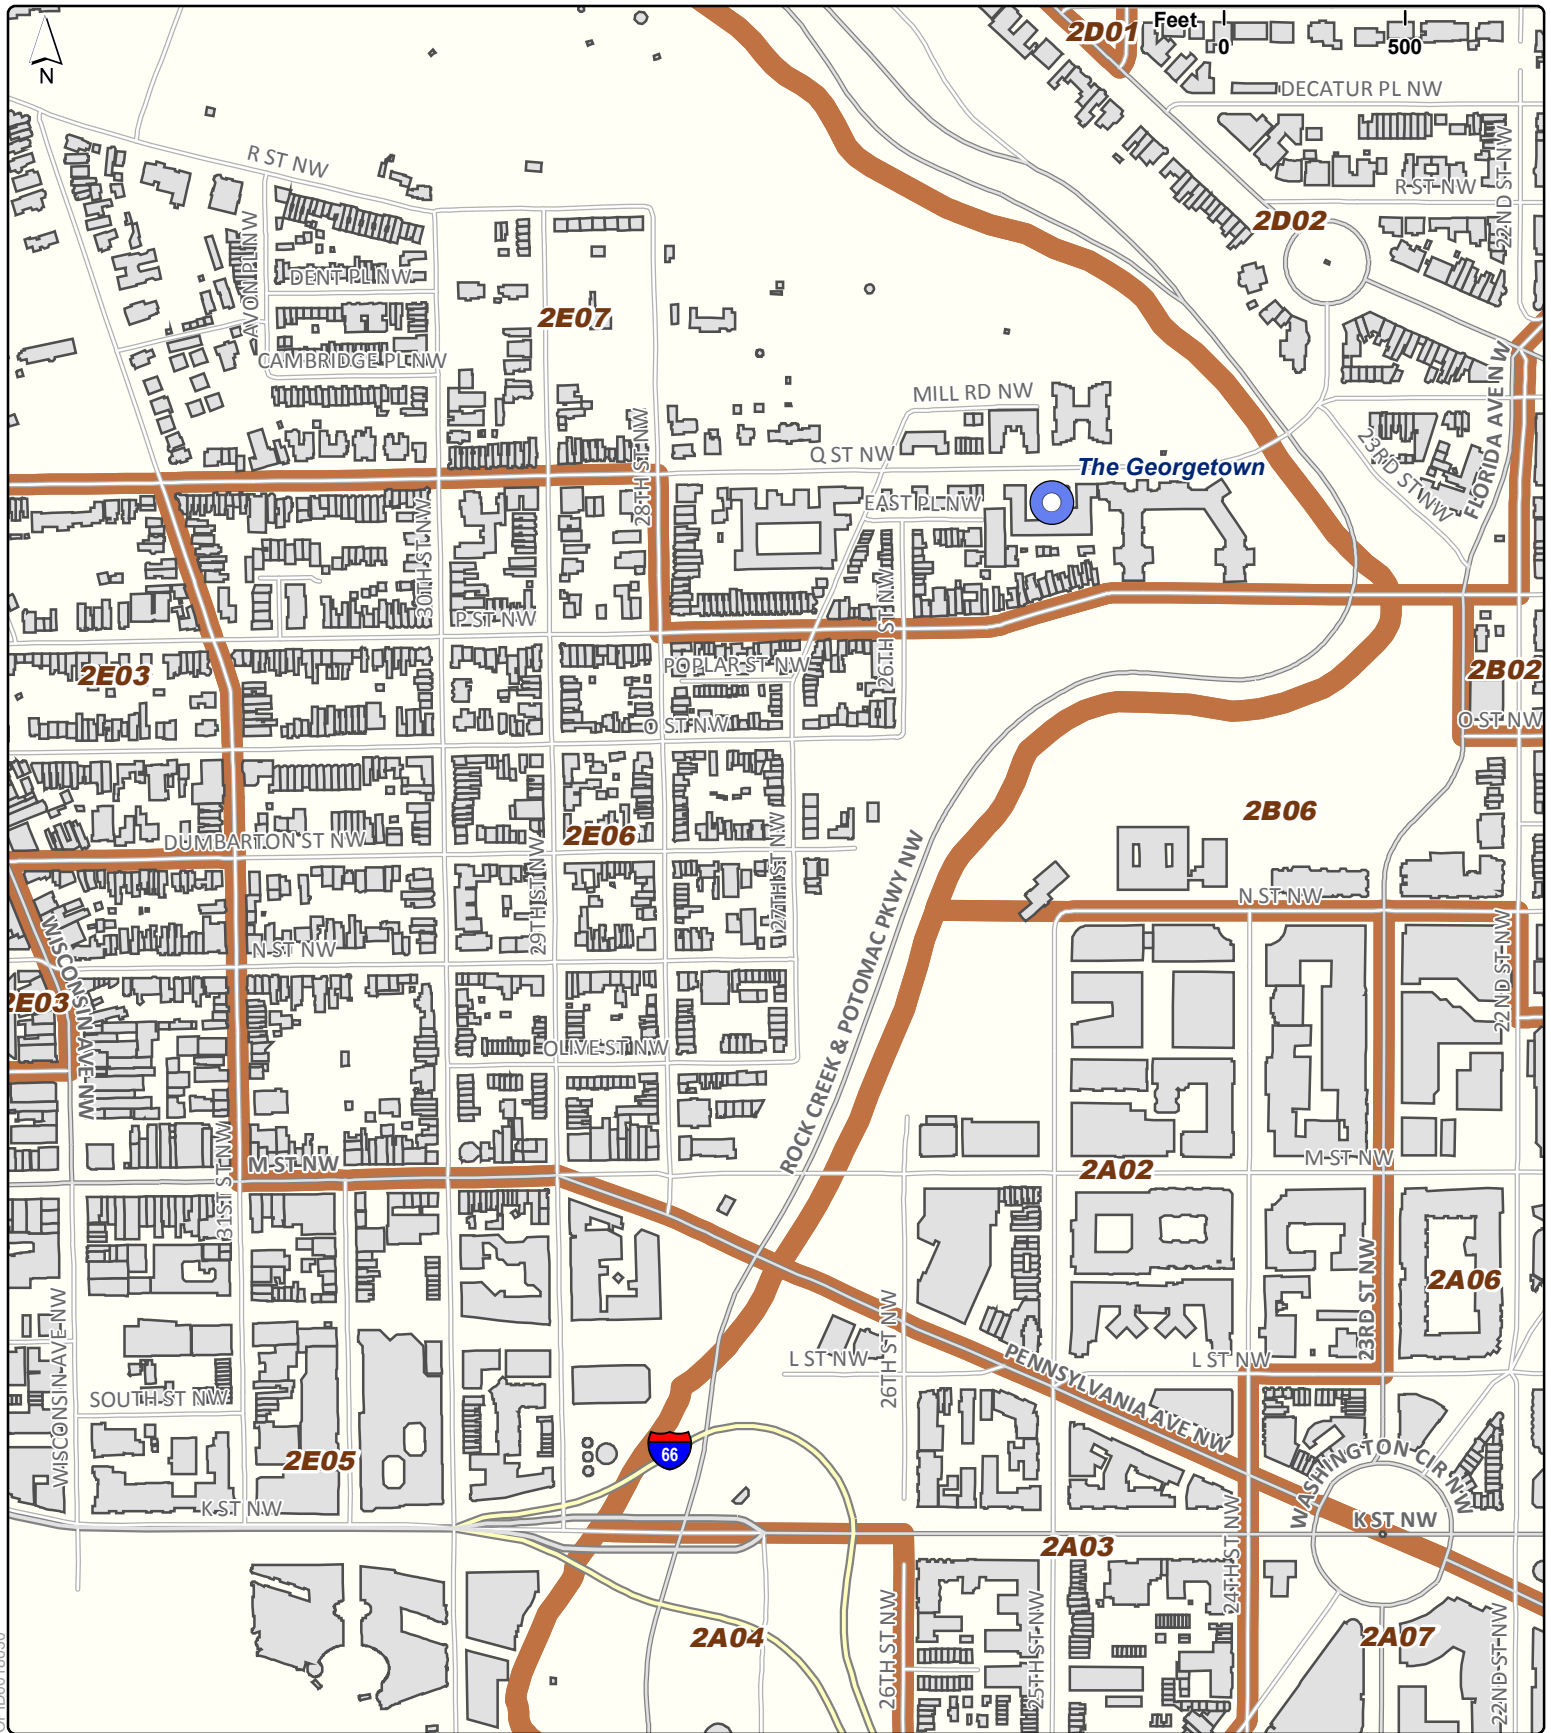 2D01
Feet
0
500
N
DECATUR PL NW
R ST NW
22ND ST NW
R ST NW
2D02
AVON PL NW
DENT PL NW
2E07
CAMBRIDGE PL NW
MILL RD NW
FLORIDA AVE NW
28TH ST NW
Q ST NW
23RD ST NW
The Georgetown
EAST PL NW
30TH ST NW
26TH ST NW
P ST NW
POPLAR ST NW
2E03
2B02
O ST NW
O ST NW
2B06
2E06
DUMBARTON ST NW
27TH ST NW
29TH ST NW
ROCK CREEK & POTOMAC PKWY NW
N ST NW
WISCONSIN AVE NW
N ST NW
22ND ST NW
2E03
OLIVE ST NW
M ST NW
31ST ST NW
M ST NW
2A02
23RD ST NW
2A06
WISCONSIN AVE NW
26TH ST NW
L ST NW
PENNSYLVANIA AVE NW
L ST NW
SOUTH ST NW
66
2E05
WASHINGTON CIR NW
K ST NW
K ST NW
24TH ST NW
2A03
2A04
26TH ST NW
25TH ST NW
2A07
22ND ST NW